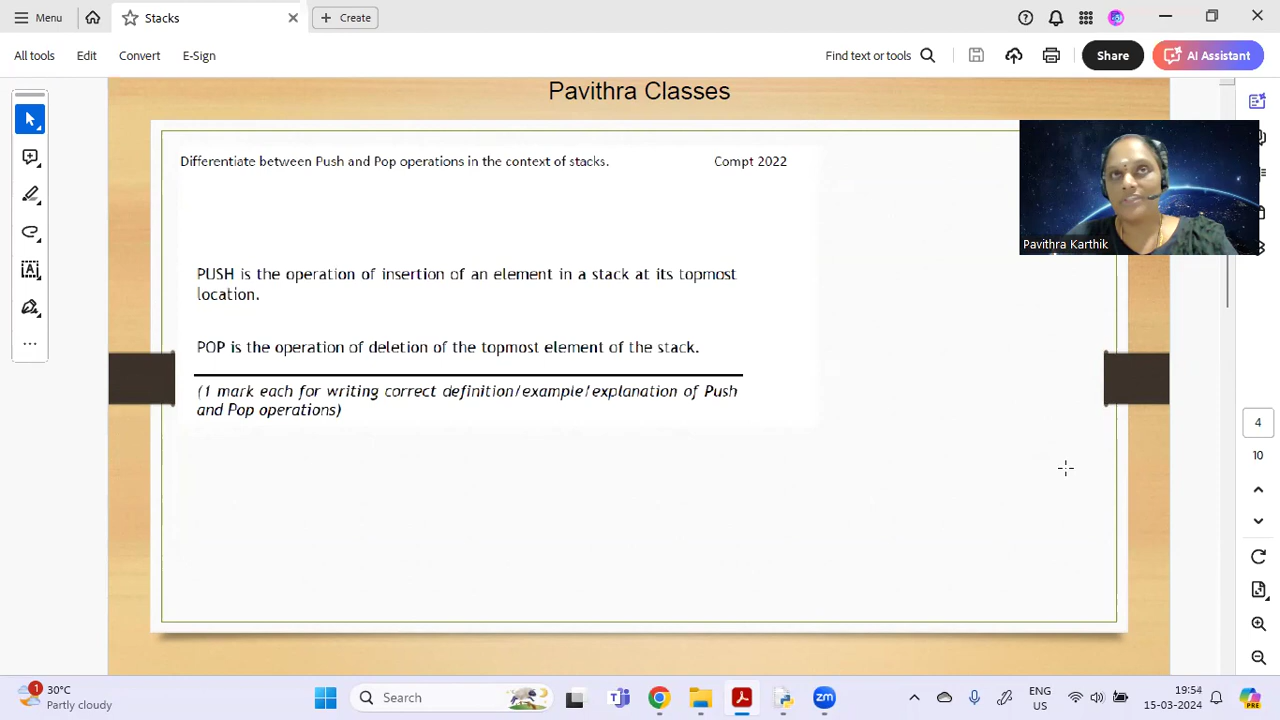 Menu
Stacks
Create
All tools
Edit
Convert
E-Sign
Find text or tools
Share
AI Assistant
Pavithra Classes
Differentiate between Push and Pop operations in the context of stacks. Compt 2022
Pavithra Karthik
PUSH is the operation of insertion of an element in a stack at its topmost
location.
POP is the operation of deletion of the topmost element of the stack.
(1 mark each for writing correct definition/example/explanation of Push
and Pop operations)
4
10
1
30°C
Partly cloudy
Search
ENG
US
19:54
15-03-2024
zm
PRE